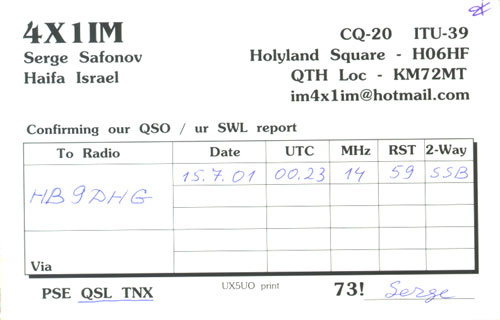 4X1IM
Serge Safonov
Haifa Israel
CQ-20 ITU-39
Holyland Square - H06HF
QTH Loc - KM72MT
im4x1im@hotmail.com
Confirming our QSO / ur SWL report
To Radio Date UTC MHz RST 2-Way
HB9DHG 15.7.01 00.23 14 59 SSB
Via
PSE QSL TNX UX5UO print 73! Serge